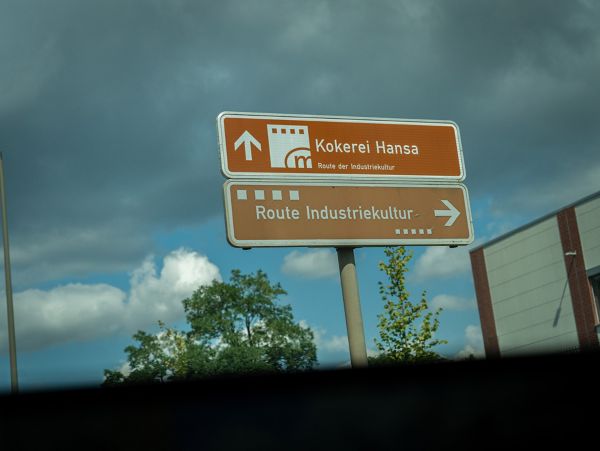 Kokerei Hansa
Route der Industriekultur
Route Industriekultur